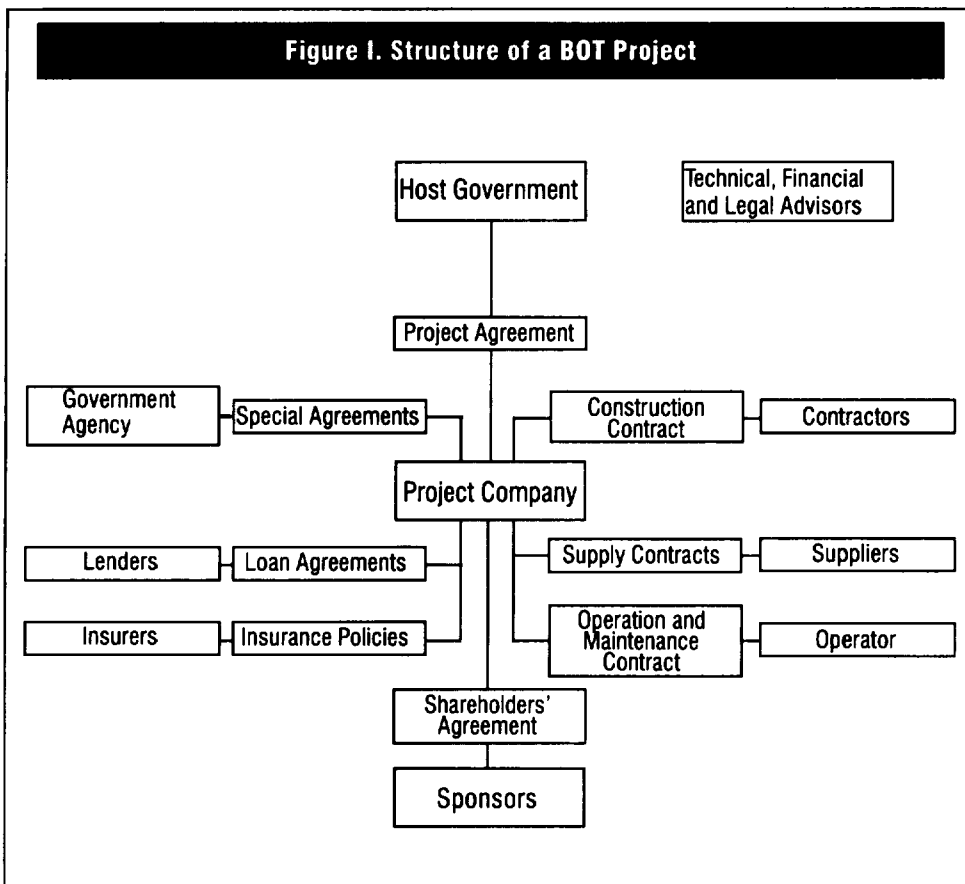 Figure I. Structure of a BOT Project
Host Government
Technical, Financial
and Legal Advisors
Project Agreement
Government
Agency
Special Agreements
Construction
Contract
Contractors
Project Company
Lenders
Loan Agreements
Supply Contracts
Suppliers
Insurers
Insurance Policies
Operation and
Maintenance
Contract
Operator
Shareholders'
Agreement
Sponsors